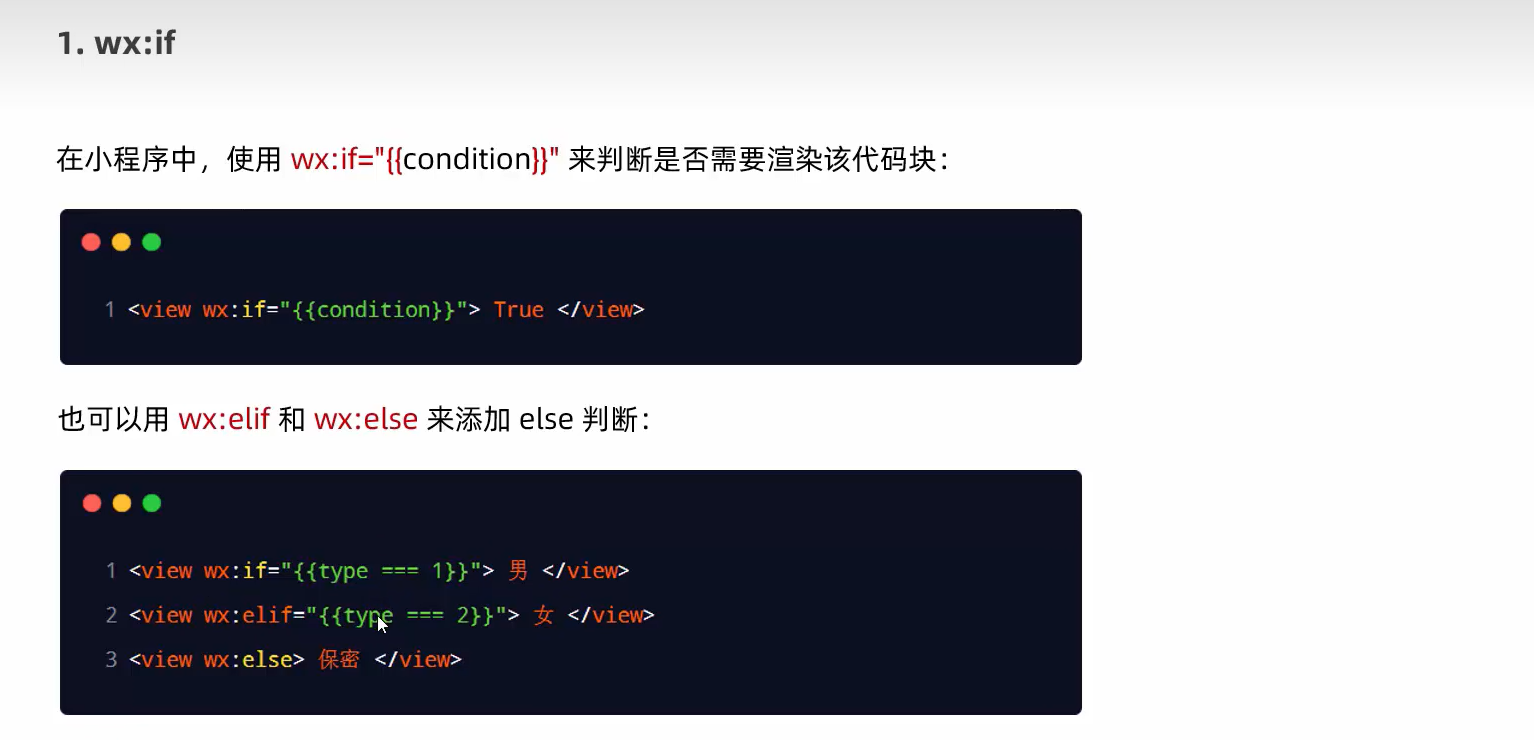 1. wx:if
在小程序中，使用 wx:if="{{condition}}" 来判断是否需要渲染该代码块：
1 <view wx:if="{{condition}}"> True </view>
也可以用 wx:elif 和 wx:else 来添加 else 判断：
1 <view wx:if="{{type === 1}}"> 男 </view>
2 <view wx:elif="{{type === 2}}"> 女 </view>
3 <view wx:else> 保密 </view>